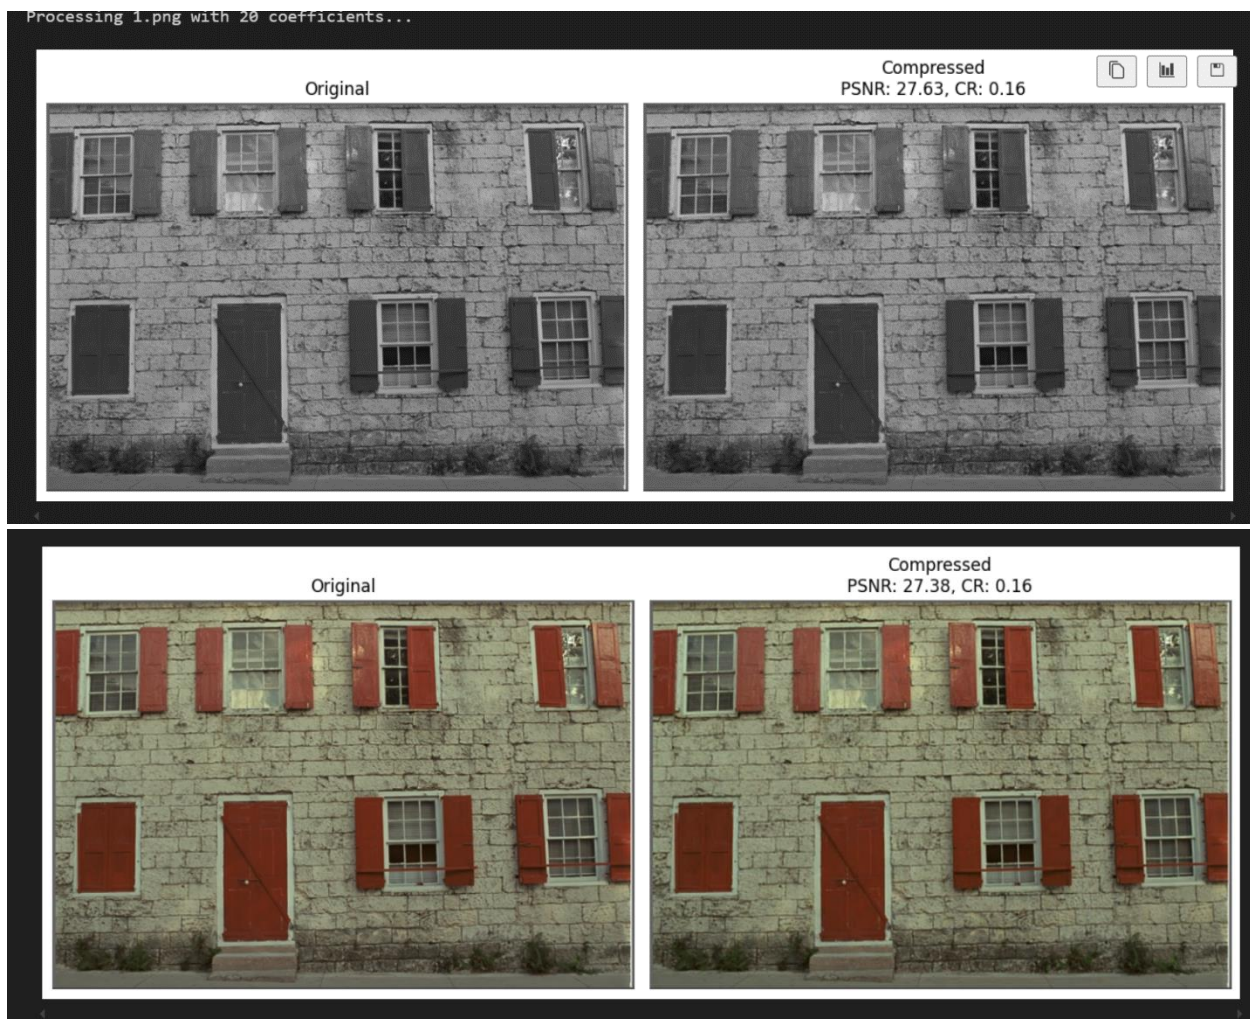 Processing 1.png with 20 coefficients...
Original
Compressed
PSNR: 27.63, CR: 0.16
Original
Compressed
PSNR: 27.38, CR: 0.16